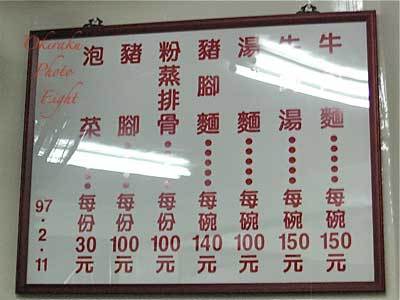 牛肉麵······每碗150元
牛肉湯······每碗150元
湯麵······每碗100元
豬腳麵······每碗140元
粉蒸排骨······每份100元
豬腳······每份100元
泡菜······每份30元
97·2·11
Okiraku
Photo
Eight